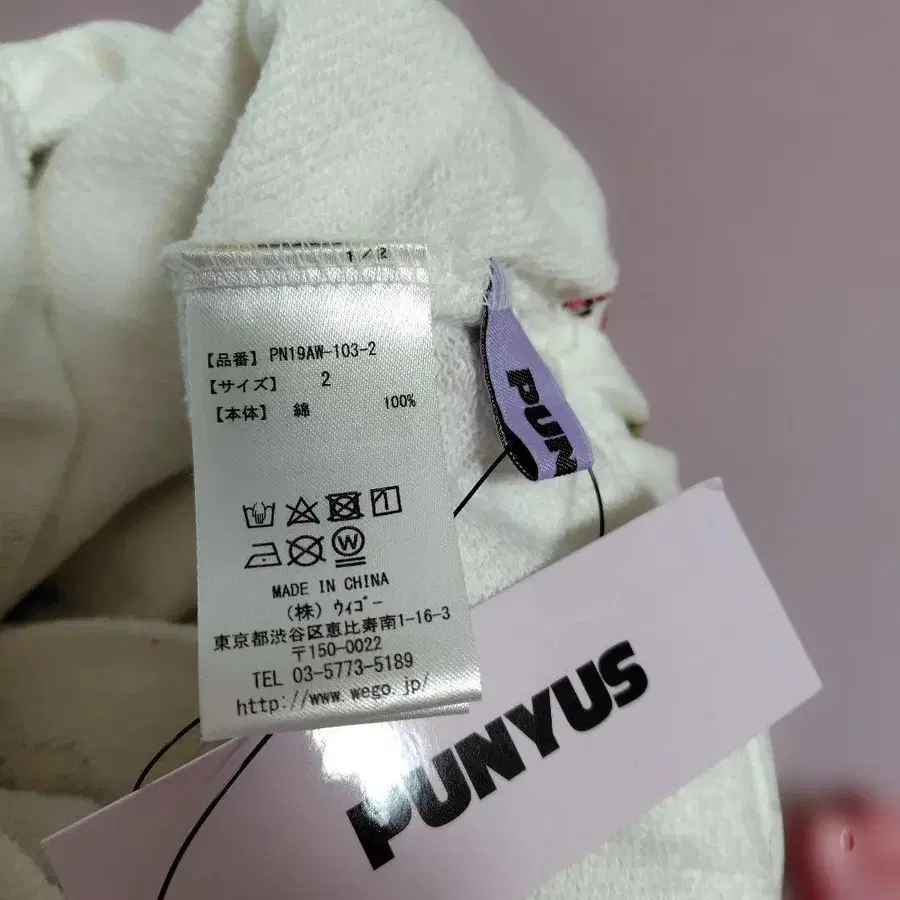 1/2
【品番】 PN19AW-103-2
【サイズ】 2
【本体】 綿 100%
W
MADE IN CHINA
(株) ｳｨｺﾞｰ
東京都渋谷区恵比寿南1-16-3
〒150-0022
TEL 03-5773-5189
http://www.wego.jp/
PUN
PUNYUS